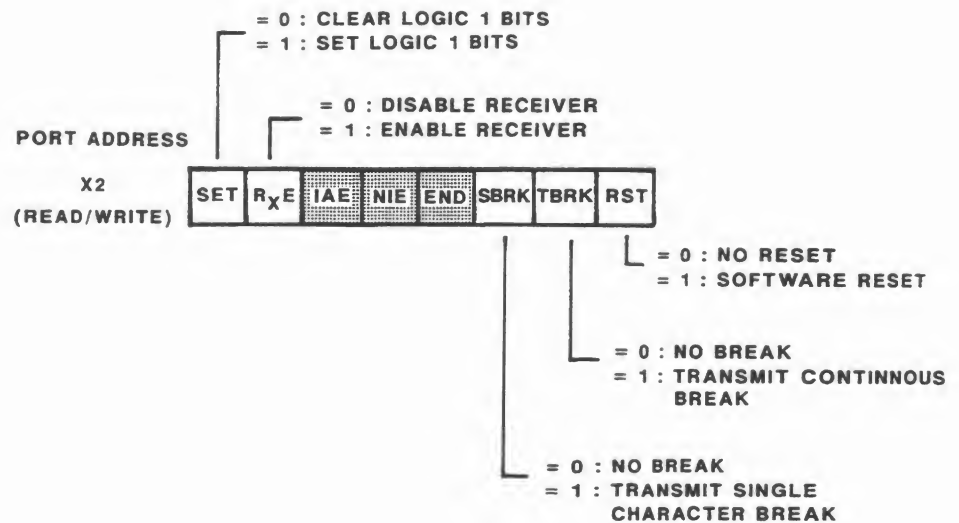 = 0 : CLEAR LOGIC 1 BITS
= 1 : SET LOGIC 1 BITS
= 0 : DISABLE RECEIVER
= 1 : ENABLE RECEIVER
PORT ADDRESS
X2
(READ/WRITE)
SET RXE IAE NIE END SBRK TBRK RST
= 0 : NO RESET
= 1 : SOFTWARE RESET
= 0 : NO BREAK
= 1 : TRANSMIT CONTINNOUS
BREAK
= 0 : NO BREAK
= 1 : TRANSMIT SINGLE
CHARACTER BREAK